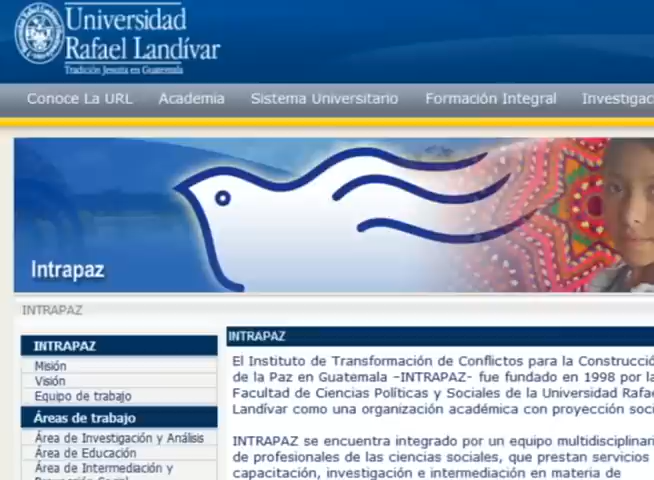 Universidad
Rafael Landívar
Tradición Jesuita en Guatemala
Conoce La URL Academia Sistema Universitario Formación Integral
Intrapaz
INTRAPAZ
INTRAPAZ
Misión
Visión
Equipo de trabajo
Áreas de trabajo
Área de Investigación y Análisis
Área de Educación
Área de Intermediación y
INTRAPAZ
El Instituto de Transformación de Conflictos para la Construcció
de la Paz en Guatemala –INTRAPAZ- fue fundado en 1998 por la
Facultad de Ciencias Políticas y Sociales de la Universidad Rafae
Landívar como una organización académica con proyección soci
INTRAPAZ se encuentra integrado por un equipo multidisciplinari
de profesionales de las ciencias sociales, que prestan servicios
capacitación, investigación e intermediación en materia de